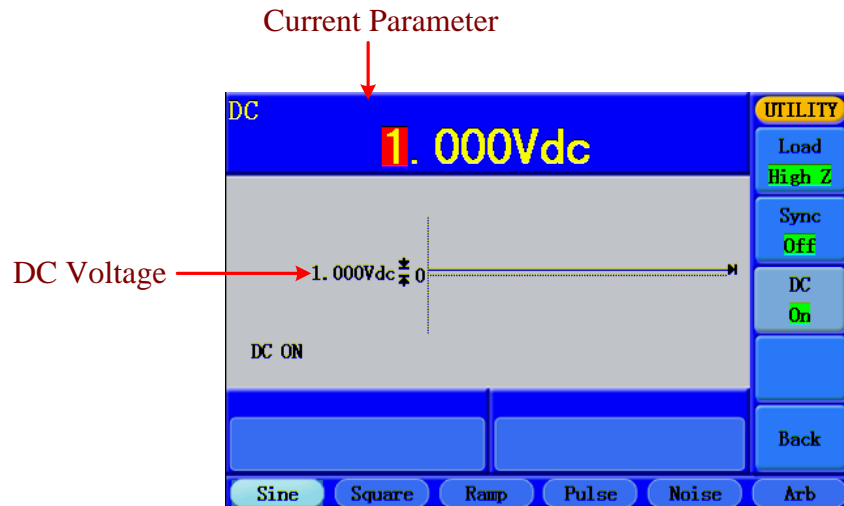 Current Parameter
DC
1. 000Vdc
UTILITY
Load
High Z
Sync
Off
DC Voltage
1. 000Vdc
0
DC
On
DC ON
Back
Sine
Square
Ramp
Pulse
Noise
Arb